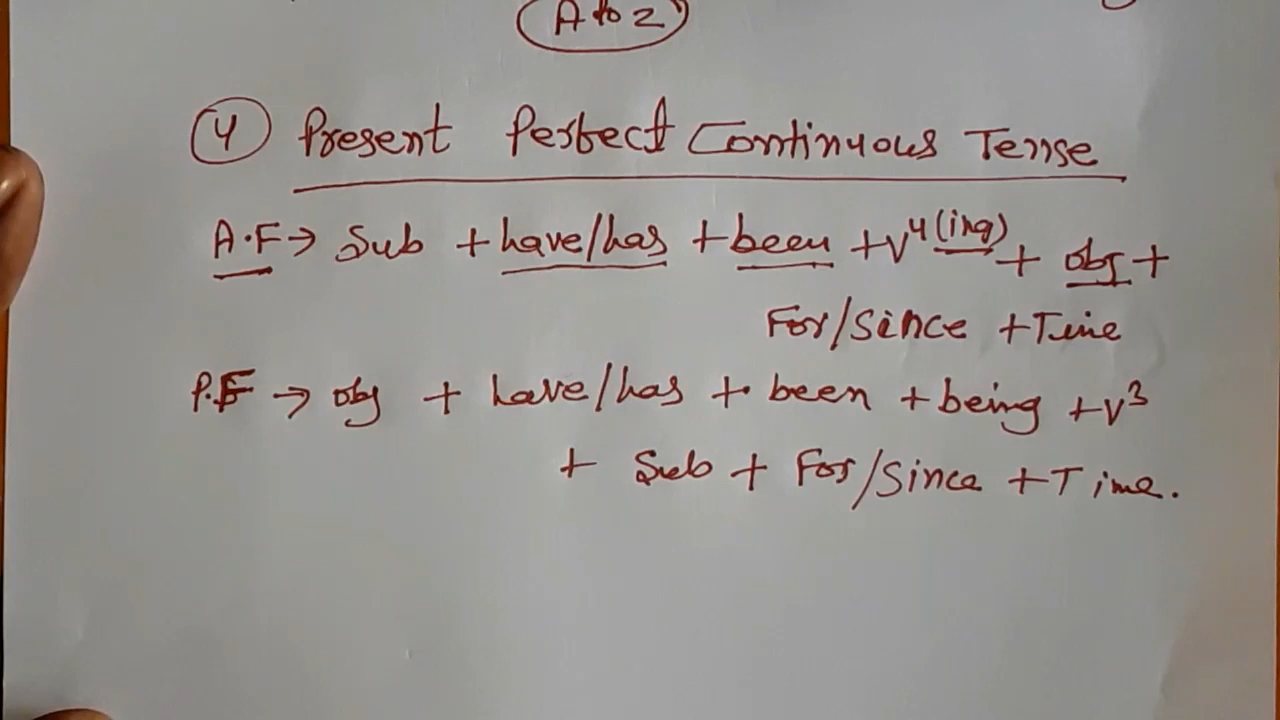 A to Z
④ Present Perfect Continuous Tense
A.F → Sub + have/has + been + V⁴(ing) + obj +
For/Since + Time
P.F → obj + have/has + been + being + V³
+ Sub + For/Since + Time.